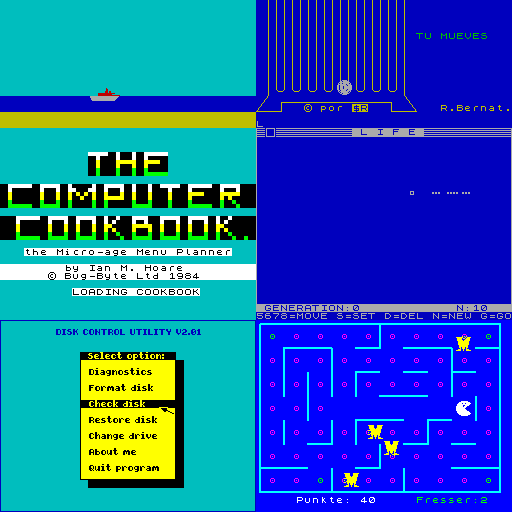 TU MUEVES
© por $R
R.Bernat.
L
L I F E
GENERATION:0 N:10
5678=MOVE S=SET D=DEL N=NEW G=GO
THE
COMPUTER
COOKBOOK.
the Micro-age Menu Planner
by Ian M. Hoare
© Bug-Byte Ltd 1984
LOADING COOKBOOK
DISK CONTROL UTILITY V2.01
Select option:
Diagnostics
Format disk
Check disk
Restore disk
Change drive
About me
Quit program
Punkte: 40 Fresser:2